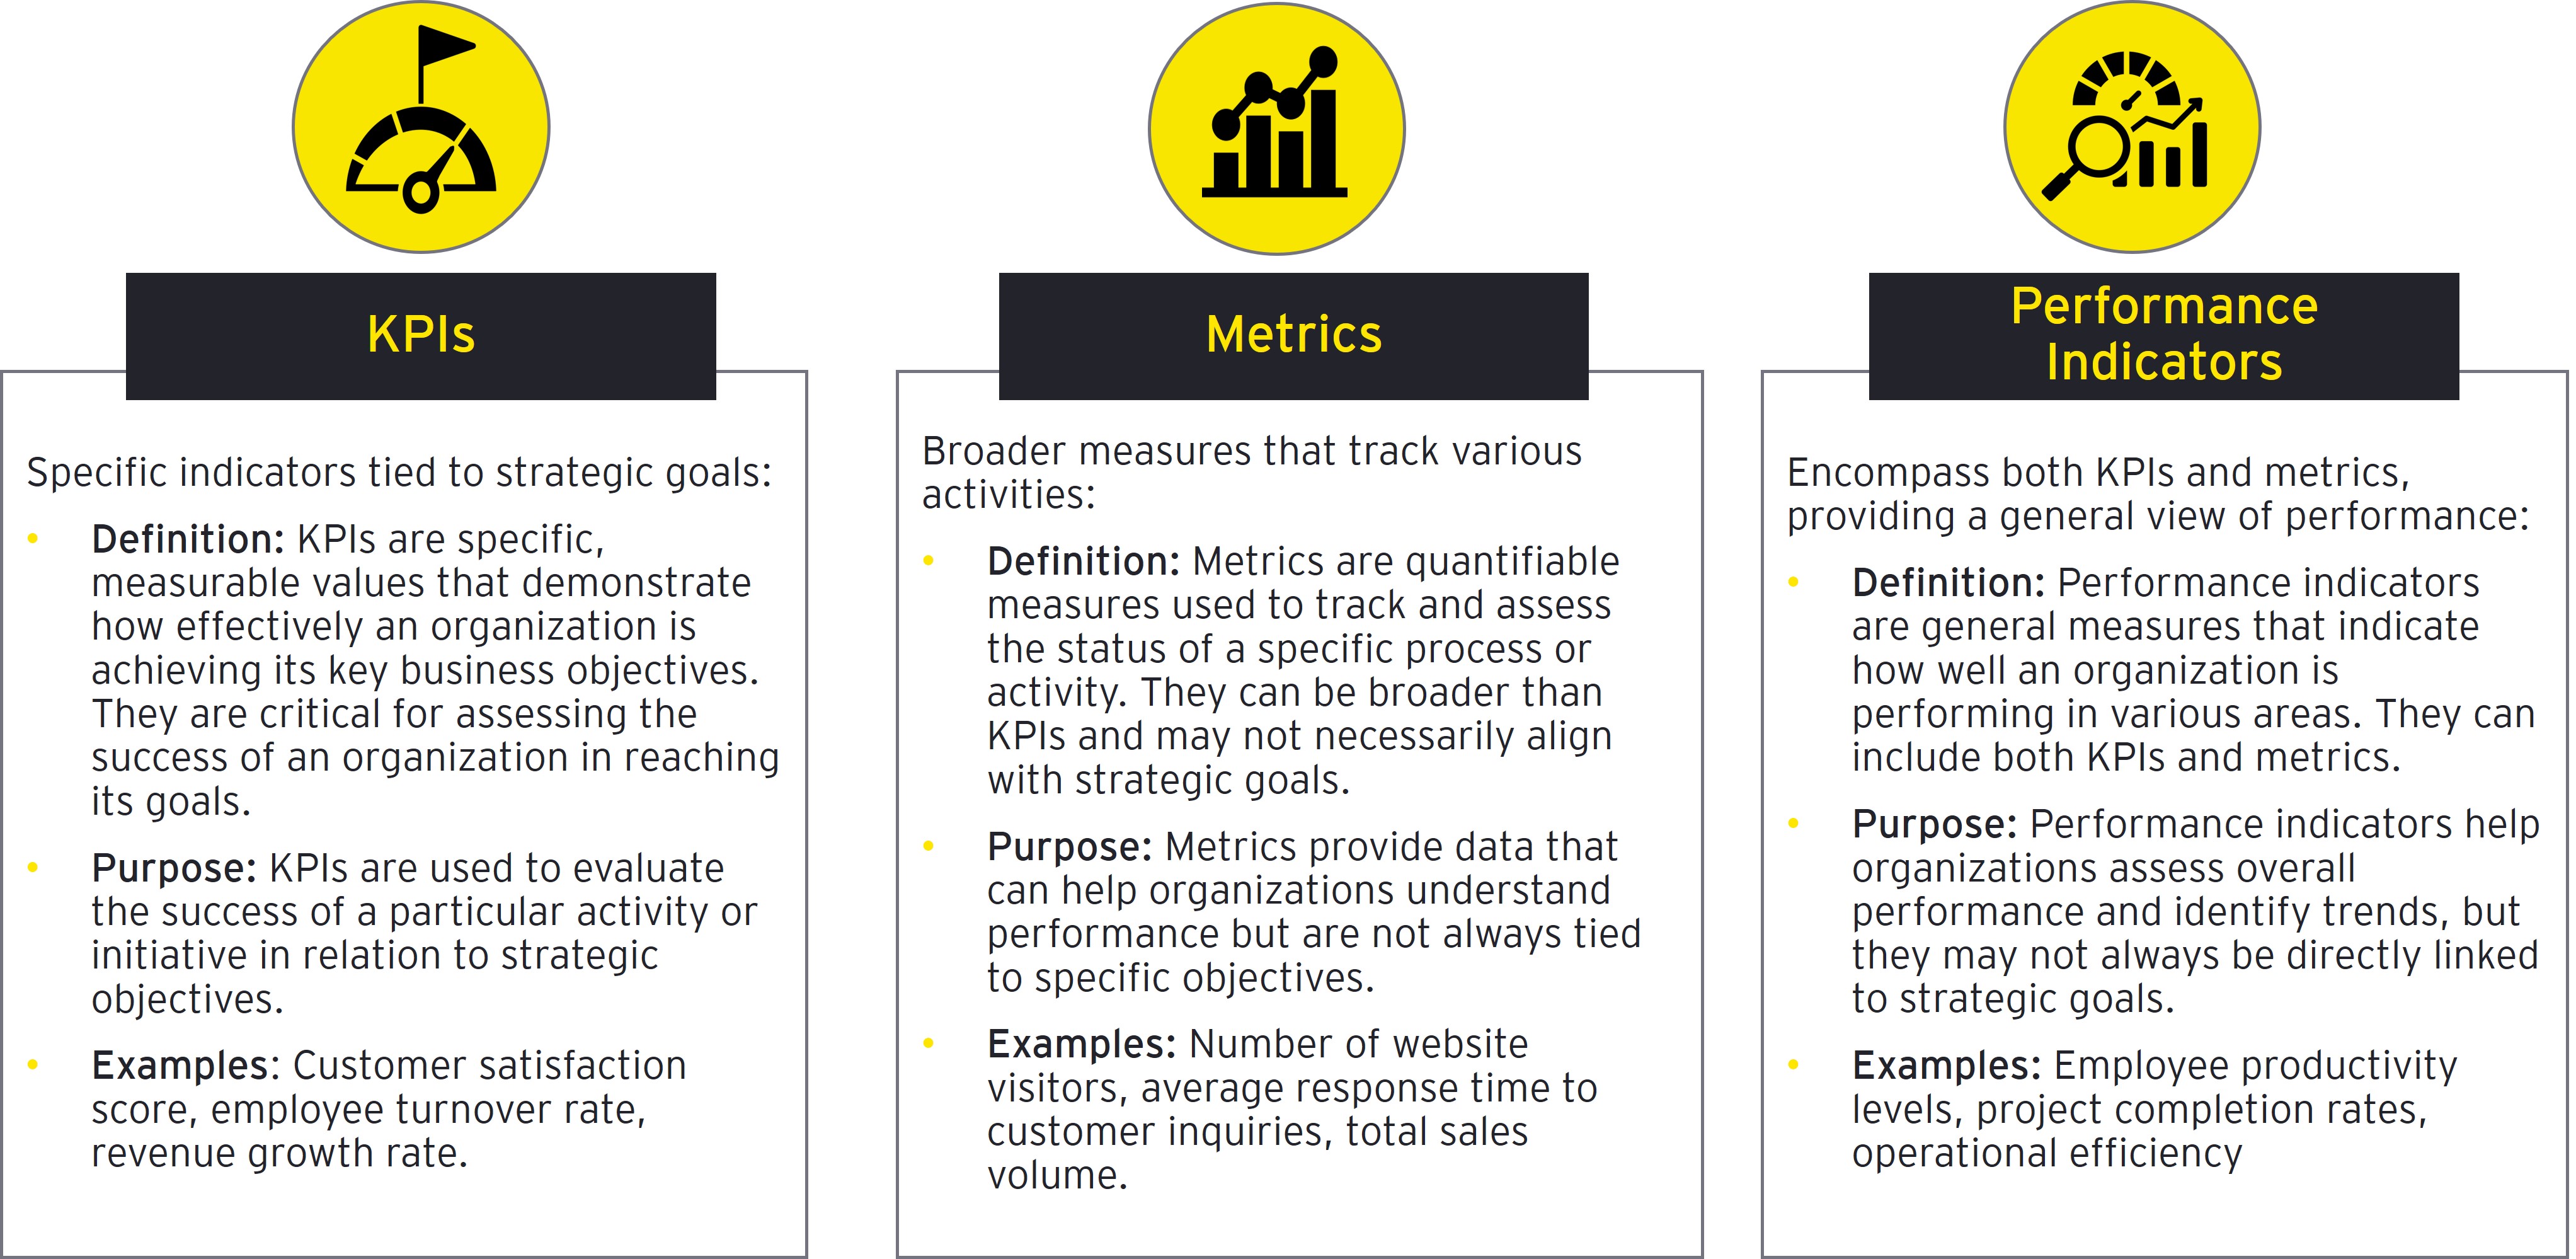 KPIs
Specific indicators tied to strategic goals:
• Definition: KPIs are specific,
measurable values that demonstrate
how effectively an organization is
achieving its key business objectives.
They are critical for assessing the
success of an organization in reaching
its goals.
• Purpose: KPIs are used to evaluate
the success of a particular activity or
initiative in relation to strategic
objectives.
• Examples: Customer satisfaction
score, employee turnover rate,
revenue growth rate.
Metrics
Broader measures that track various
activities:
• Definition: Metrics are quantifiable
measures used to track and assess
the status of a specific process or
activity. They can be broader than
KPIs and may not necessarily align
with strategic goals.
• Purpose: Metrics provide data that
can help organizations understand
performance but are not always tied
to specific objectives.
• Examples: Number of website
visitors, average response time to
customer inquiries, total sales
volume.
Performance
Indicators
Encompass both KPIs and metrics,
providing a general view of performance:
• Definition: Performance indicators
are general measures that indicate
how well an organization is
performing in various areas. They can
include both KPIs and metrics.
• Purpose: Performance indicators help
organizations assess overall
performance and identify trends, but
they may not always be directly linked
to strategic goals.
• Examples: Employee productivity
levels, project completion rates,
operational efficiency